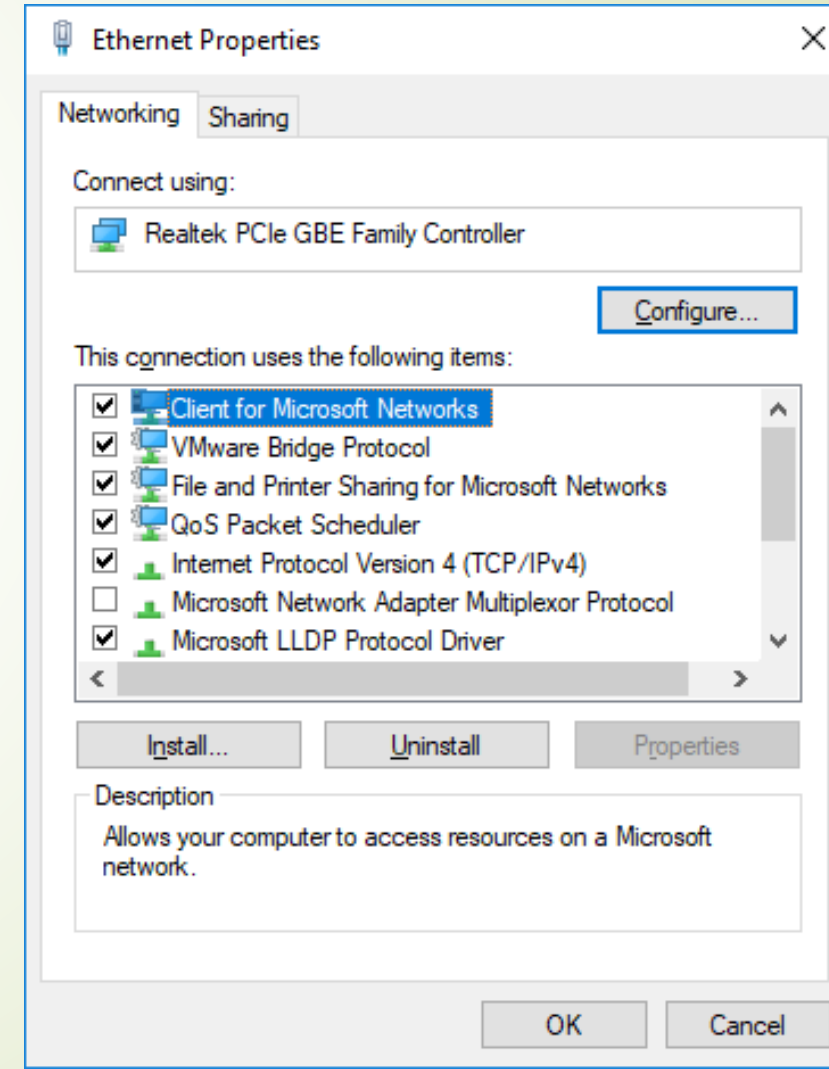 Ethernet Properties
Networking
Sharing
Connect using:
Realtek PCIe GBE Family Controller
Configure...
This connection uses the following items:
Client for Microsoft Networks
VMware Bridge Protocol
File and Printer Sharing for Microsoft Networks
QoS Packet Scheduler
Internet Protocol Version 4 (TCP/IPv4)
Microsoft Network Adapter Multiplexor Protocol
Microsoft LLDP Protocol Driver
Install...
Uninstall
Properties
Description
Allows your computer to access resources on a Microsoft
network.
OK
Cancel